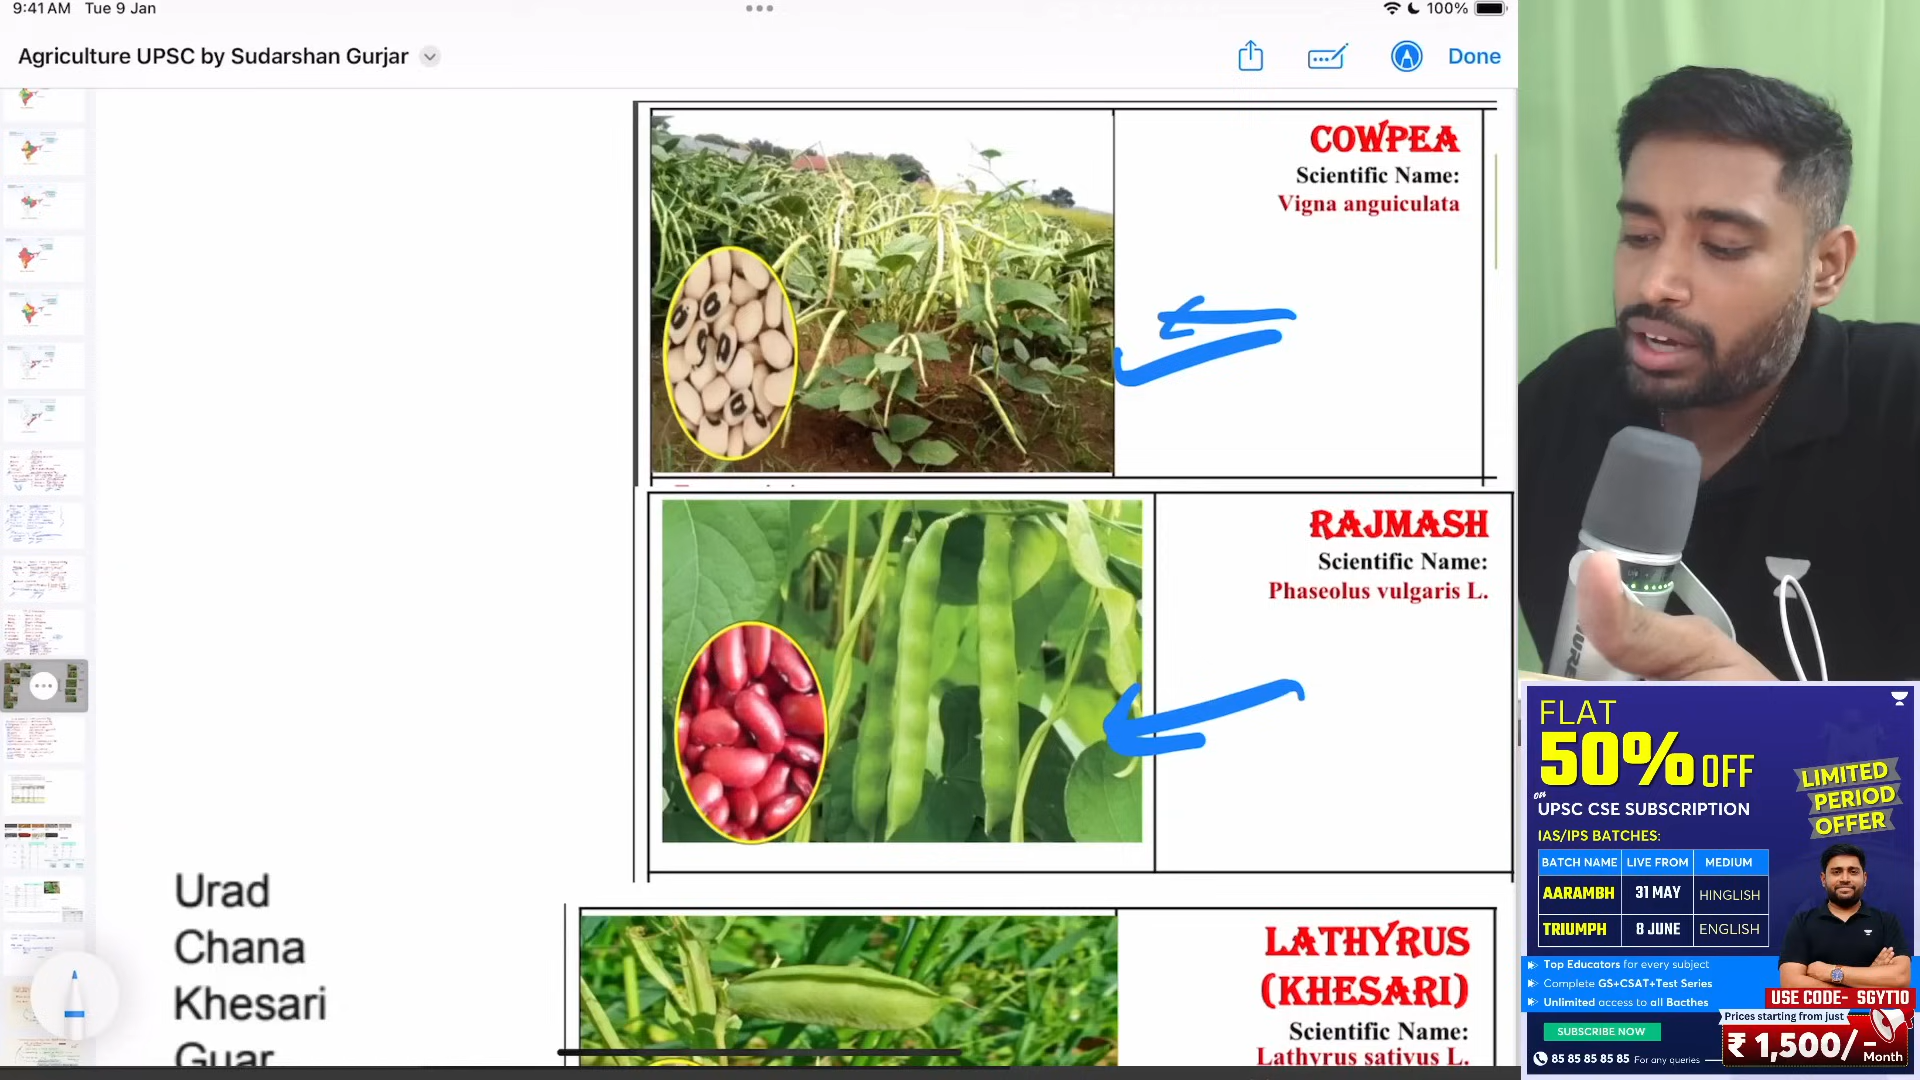 9:41 AM Tue 9 Jan
100%
Agriculture UPSC by Sudarshan Gurjar
Done
COWPEA
Scientific Name:
Vigna anguiculata
RAJMASH
Scientific Name:
Phaseolus vulgaris L.
Urad
Chana
Khesari
Guar
LATHYRUS
(KHESARI)
Scientific Name:
Lathyrus sativus L.
FLAT
50% OFF
on
UPSC CSE SUBSCRIPTION
LIMITED
PERIOD
OFFER
IAS/IPS BATCHES:
BATCH NAME LIVE FROM MEDIUM
AARAMBH 31 MAY HINGLISH
TRIUMPH 8 JUNE ENGLISH
Top Educators for every subject
Complete GS+CSAT+Test Series
Unlimited access to all Bacthes
USE CODE- SGYT10
SUBSCRIBE NOW
Prices starting from just
₹ 1,500/-
Month
85 85 85 85 85 For any queries